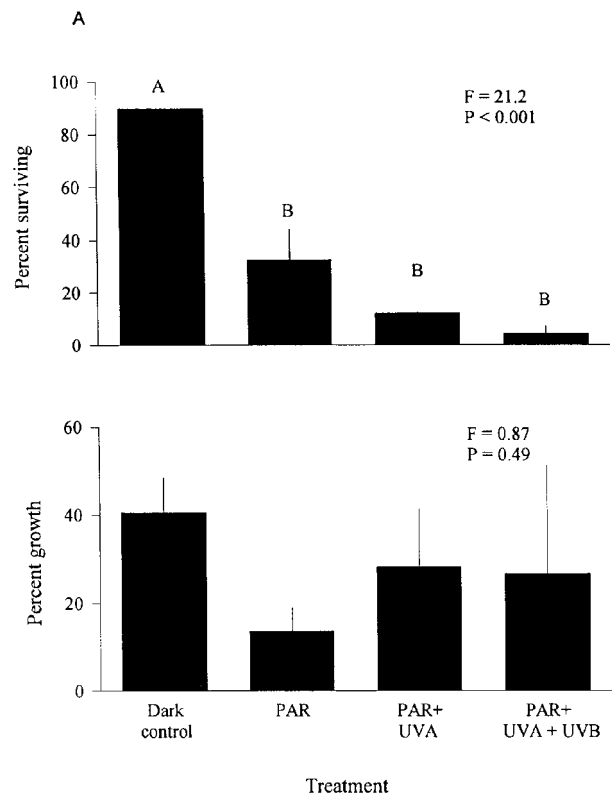 A
100
80
60
40
20
0
Percent surviving
A
B
B
B
F = 21.2
P < 0.001
60
40
20
0
Percent growth
F = 0.87
P = 0.49
Dark
control
PAR
PAR+
UVA
PAR+
UVA + UVB
Treatment